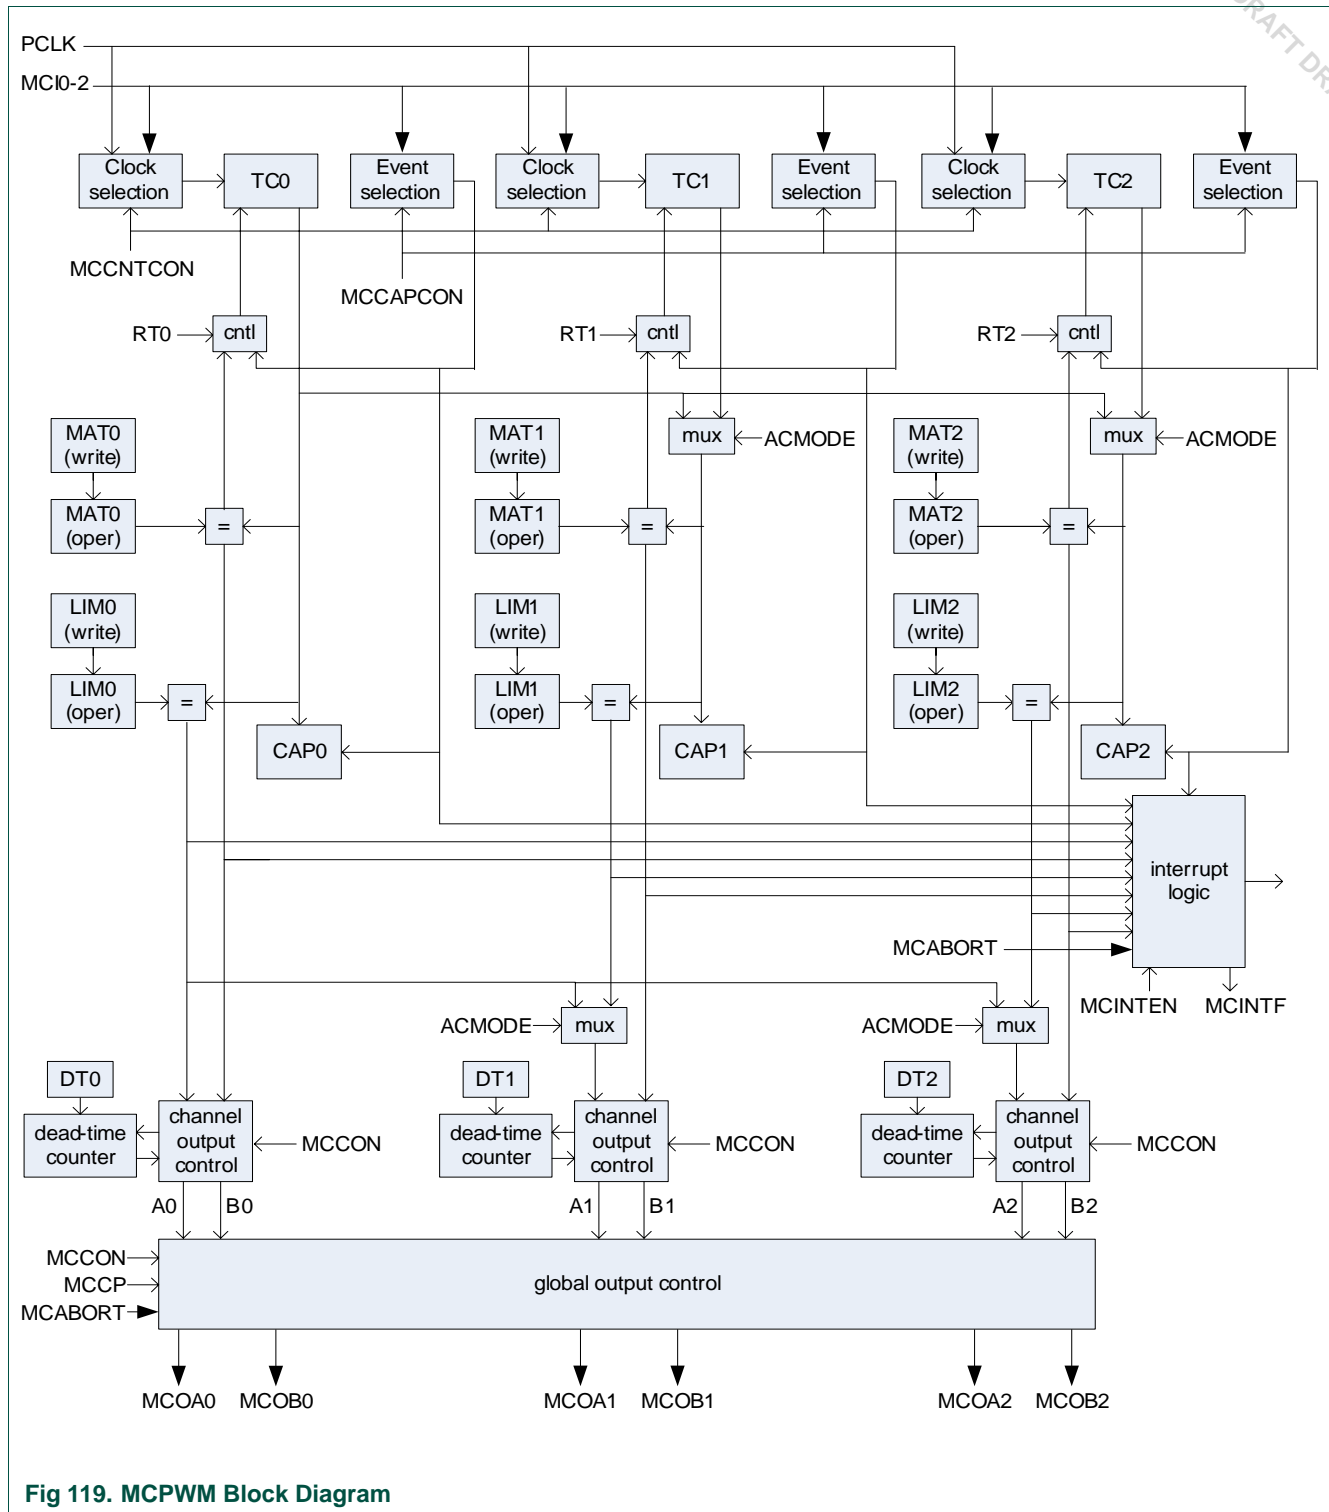 DRAFT DRA
PCLK
MCI0-2
Clock selection
TC0
Event selection
Clock selection
TC1
Event selection
Clock selection
TC2
Event selection
MCCNTCON
MCCAPCON
RT0
cntl
RT1
cntl
RT2
cntl
MAT0 (write)
MAT1 (write)
mux
ACMODE
MAT2 (write)
mux
ACMODE
MAT0 (oper)
=
MAT1 (oper)
=
MAT2 (oper)
=
LIM0 (write)
LIM1 (write)
LIM2 (write)
LIM0 (oper)
=
LIM1 (oper)
=
LIM2 (oper)
=
CAP0
CAP1
CAP2
interrupt logic
MCABORT
MCINTEN
MCINTF
ACMODE
mux
ACMODE
mux
DT0
DT1
DT2
dead-time counter
channel output control
MCCON
dead-time counter
channel output control
MCCON
dead-time counter
channel output control
MCCON
A0
B0
A1
B1
A2
B2
MCCON
MCCP
MCABORT
global output control
MCOA0
MCOB0
MCOA1
MCOB1
MCOA2
MCOB2
Fig 119. MCPWM Block Diagram